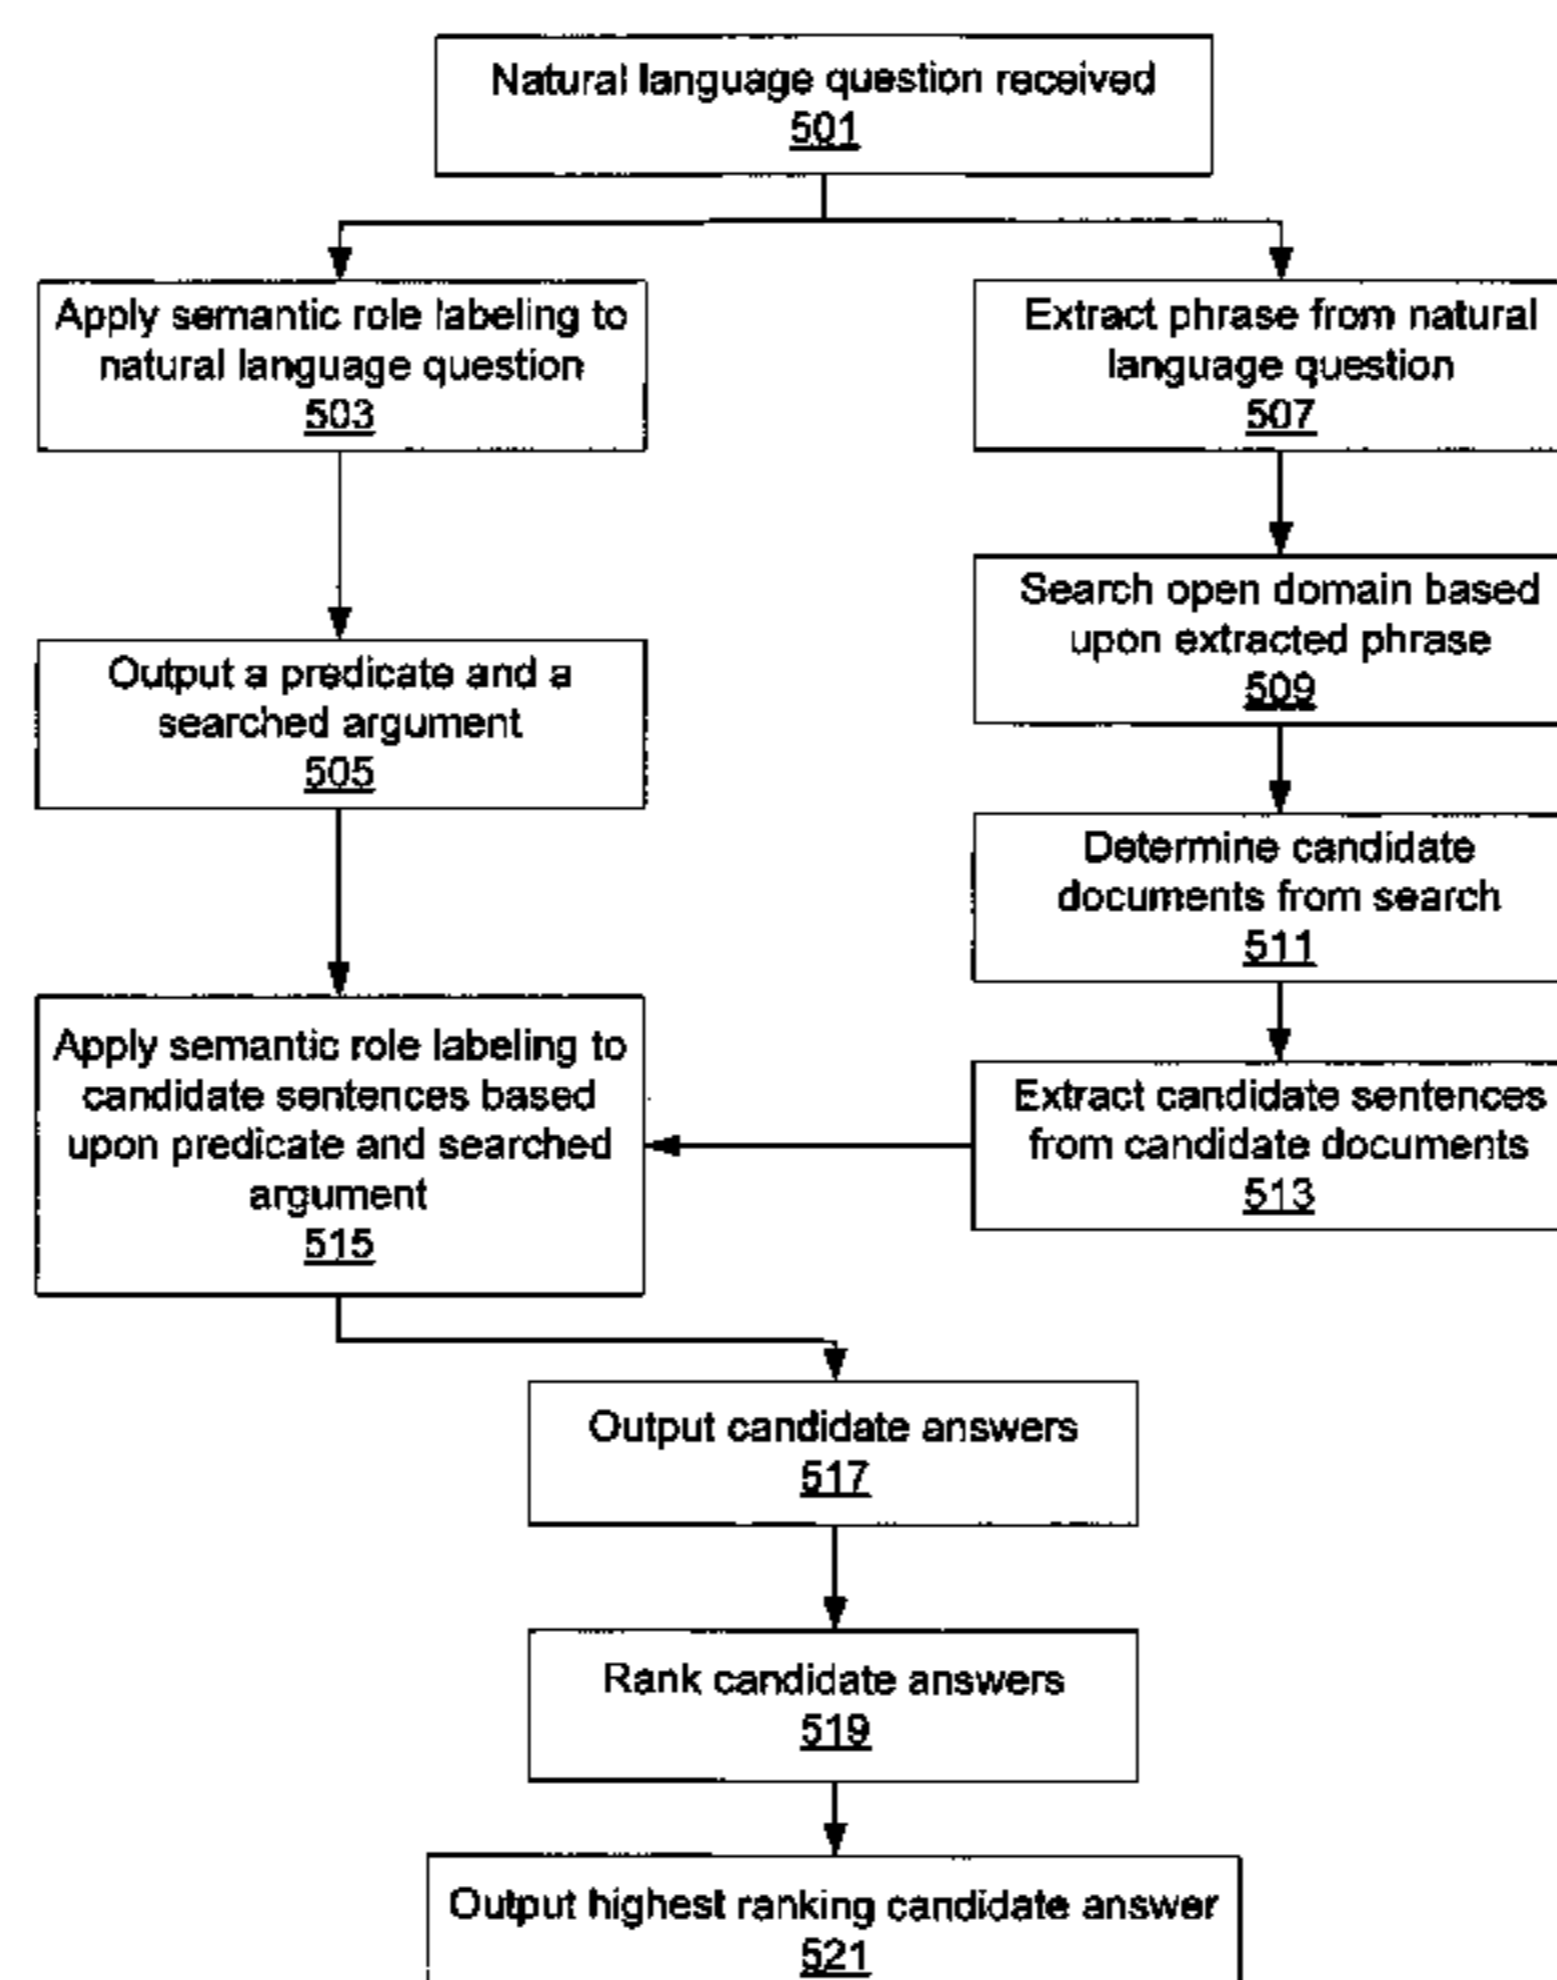 Natural language question received
501
Apply semantic role labeling to
natural language question
503
Extract phrase from natural
language question
507
Search open domain based
upon extracted phrase
509
Output a predicate and a
searched argument
505
Determine candidate
documents from search
511
Apply semantic role labeling to
candidate sentences based
upon predicate and searched
argument
515
Extract candidate sentences
from candidate documents
513
Output candidate answers
517
Rank candidate answers
519
Output highest ranking candidate answer
521